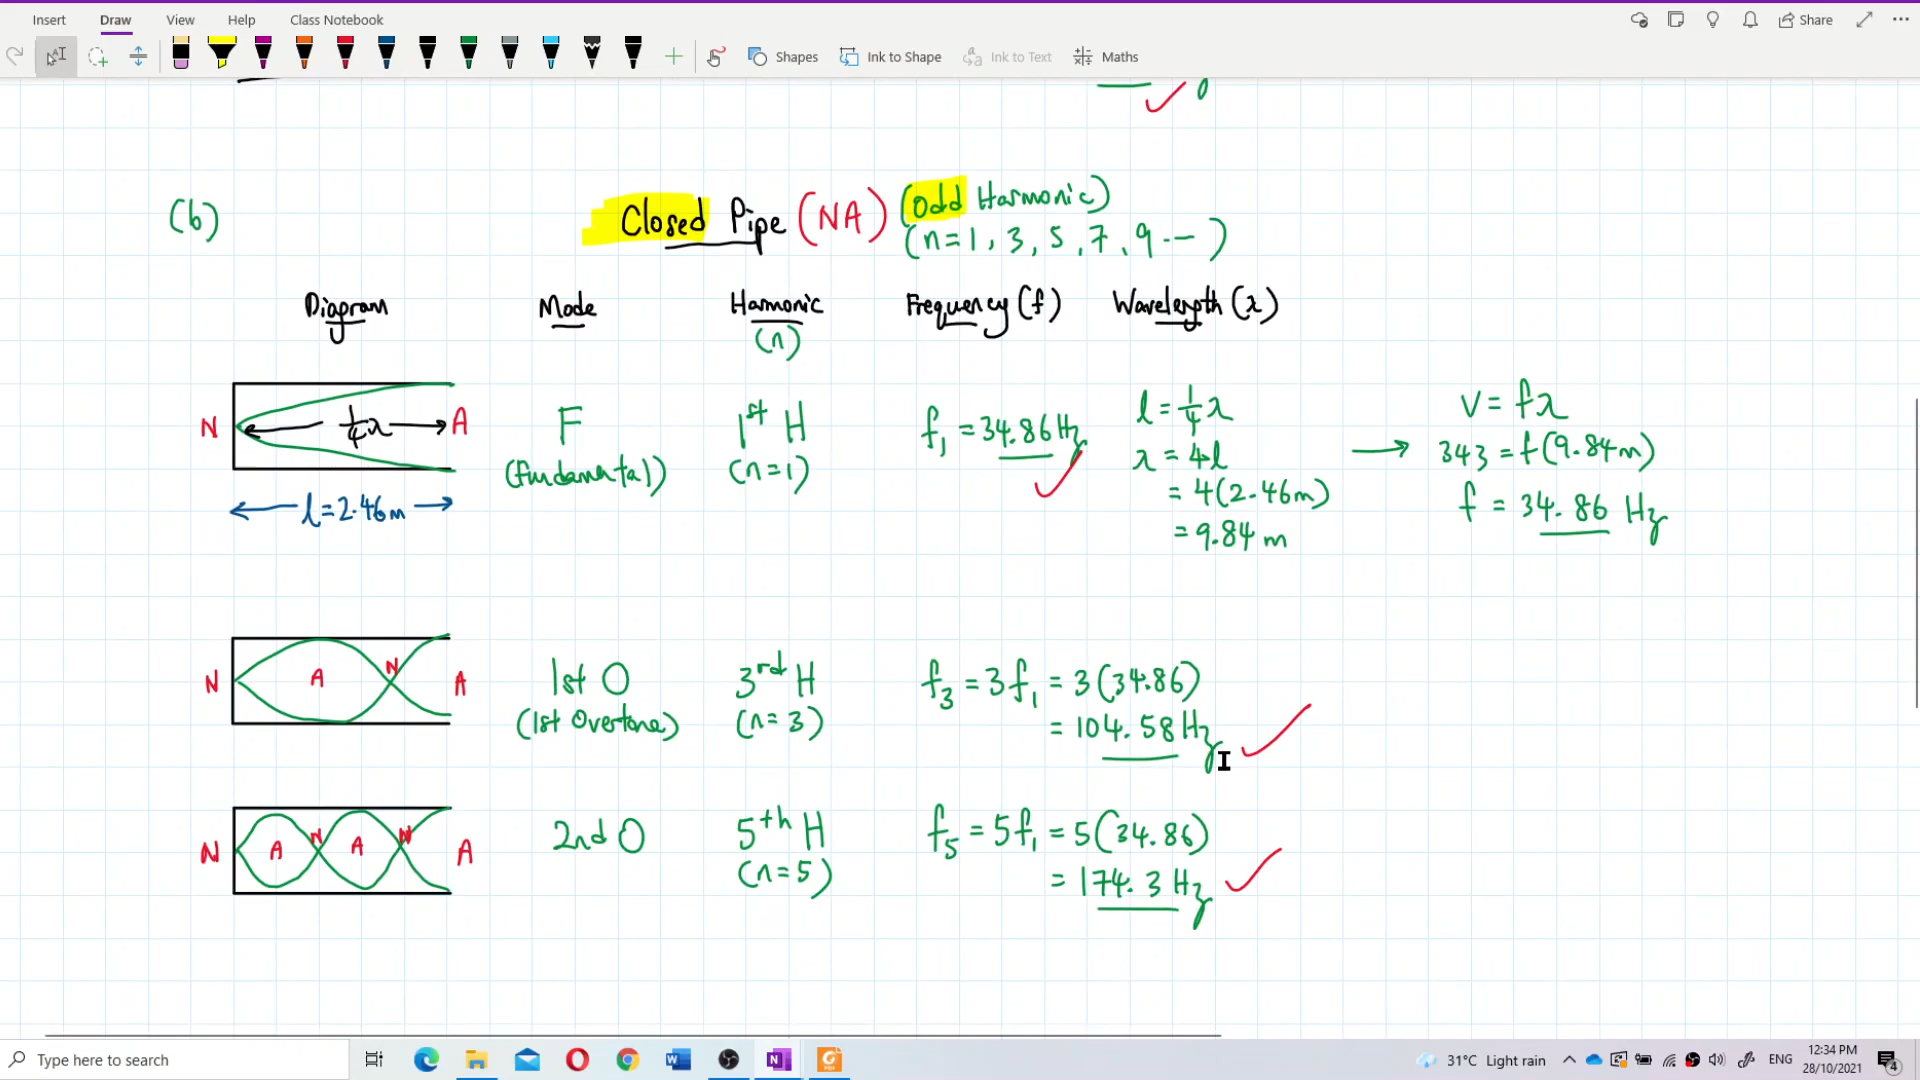 Insert Draw View Help Class Notebook Share
Shapes Ink to Shape Ink to Text Maths
(b) Closed Pipe (NA) (Odd Harmonic)
(n=1, 3, 5, 7, 9 ---)
Diagram Mode Harmonic Frequency (f) Wavelength (λ)
(n)
N ¼λ A F 1st H f₁ = 34.86 Hz l = ¼λ V = fλ
(Fundamental) (n=1) λ = 4l 343 = f(9.84m)
l = 2.46m = 4(2.46m) f = 34.86 Hz
= 9.84 m
N A N A 1st O 3rd H f₃ = 3f₁ = 3(34.86)
(1st Overtone) (n=3) = 104.58 Hz
N A N A N A 2nd O 5th H f₅ = 5f₁ = 5(34.86)
(n=5) = 174.3 Hz
Type here to search 31°C Light rain ENG 12:34 PM
28/10/2021 4